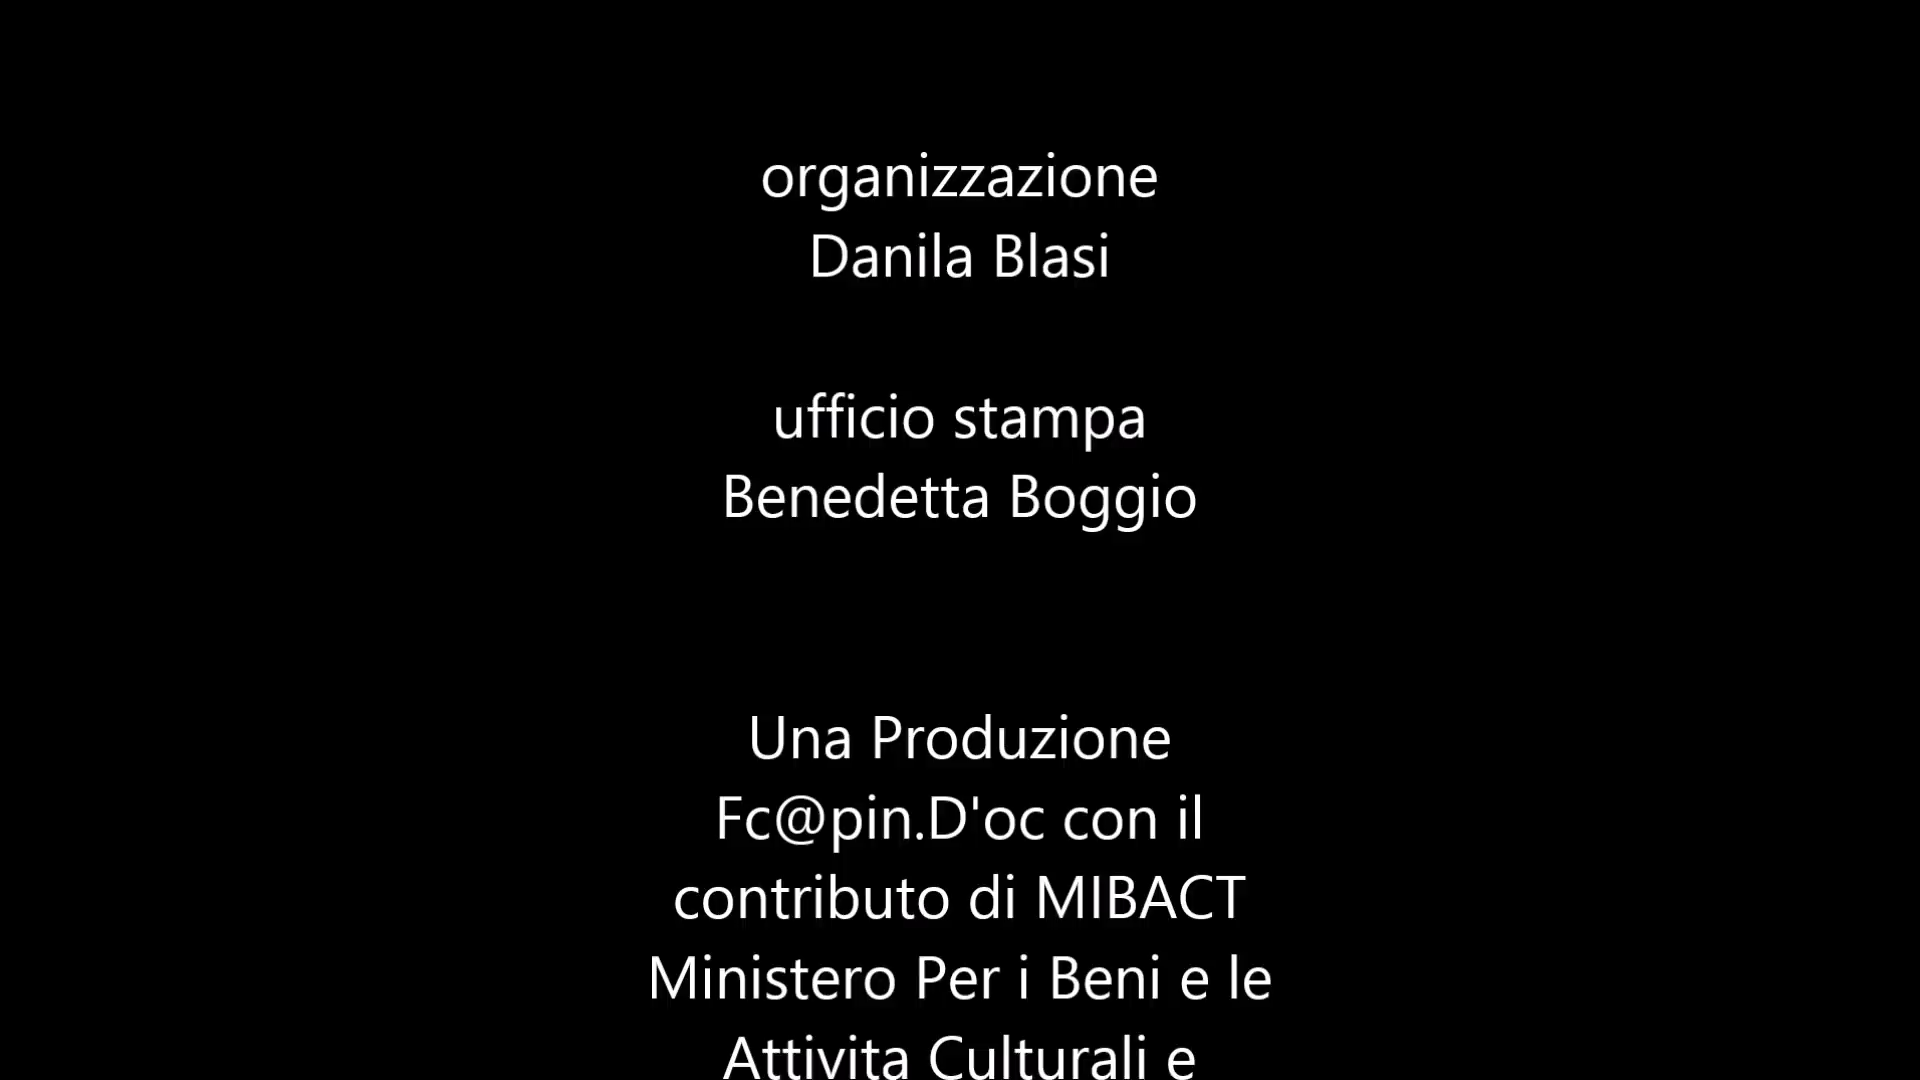 organizzazione
Danila Blasi
ufficio stampa
Benedetta Boggio
Una Produzione
Fc@pin.D'oc con il
contributo di MIBACT
Ministero Per i Beni e le
Attivita Culturali e